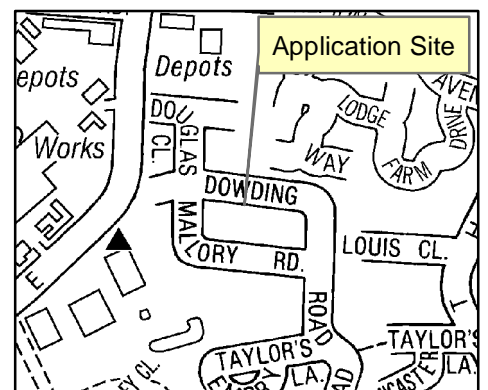 Application Site
epots
Depots
Works
DOUGLAS
CL.
LODGE
FARM
DRIVE
WAY
DOWDING
ROAD
MALLORY RD.
LOUIS CL.
TAYLOR'S
LA.
TAYLOR'S
LA.